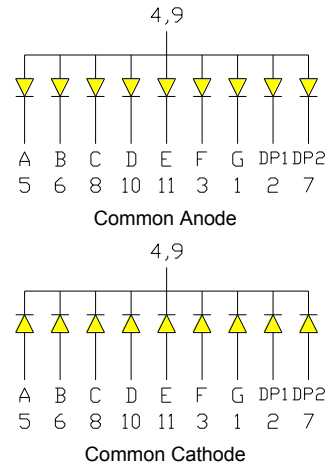 4,9
A B C D E F G DP1 DP2
5 6 8 10 11 3 1 2 7
Common Anode
4,9
A B C D E F G DP1 DP2
5 6 8 10 11 3 1 2 7
Common Cathode